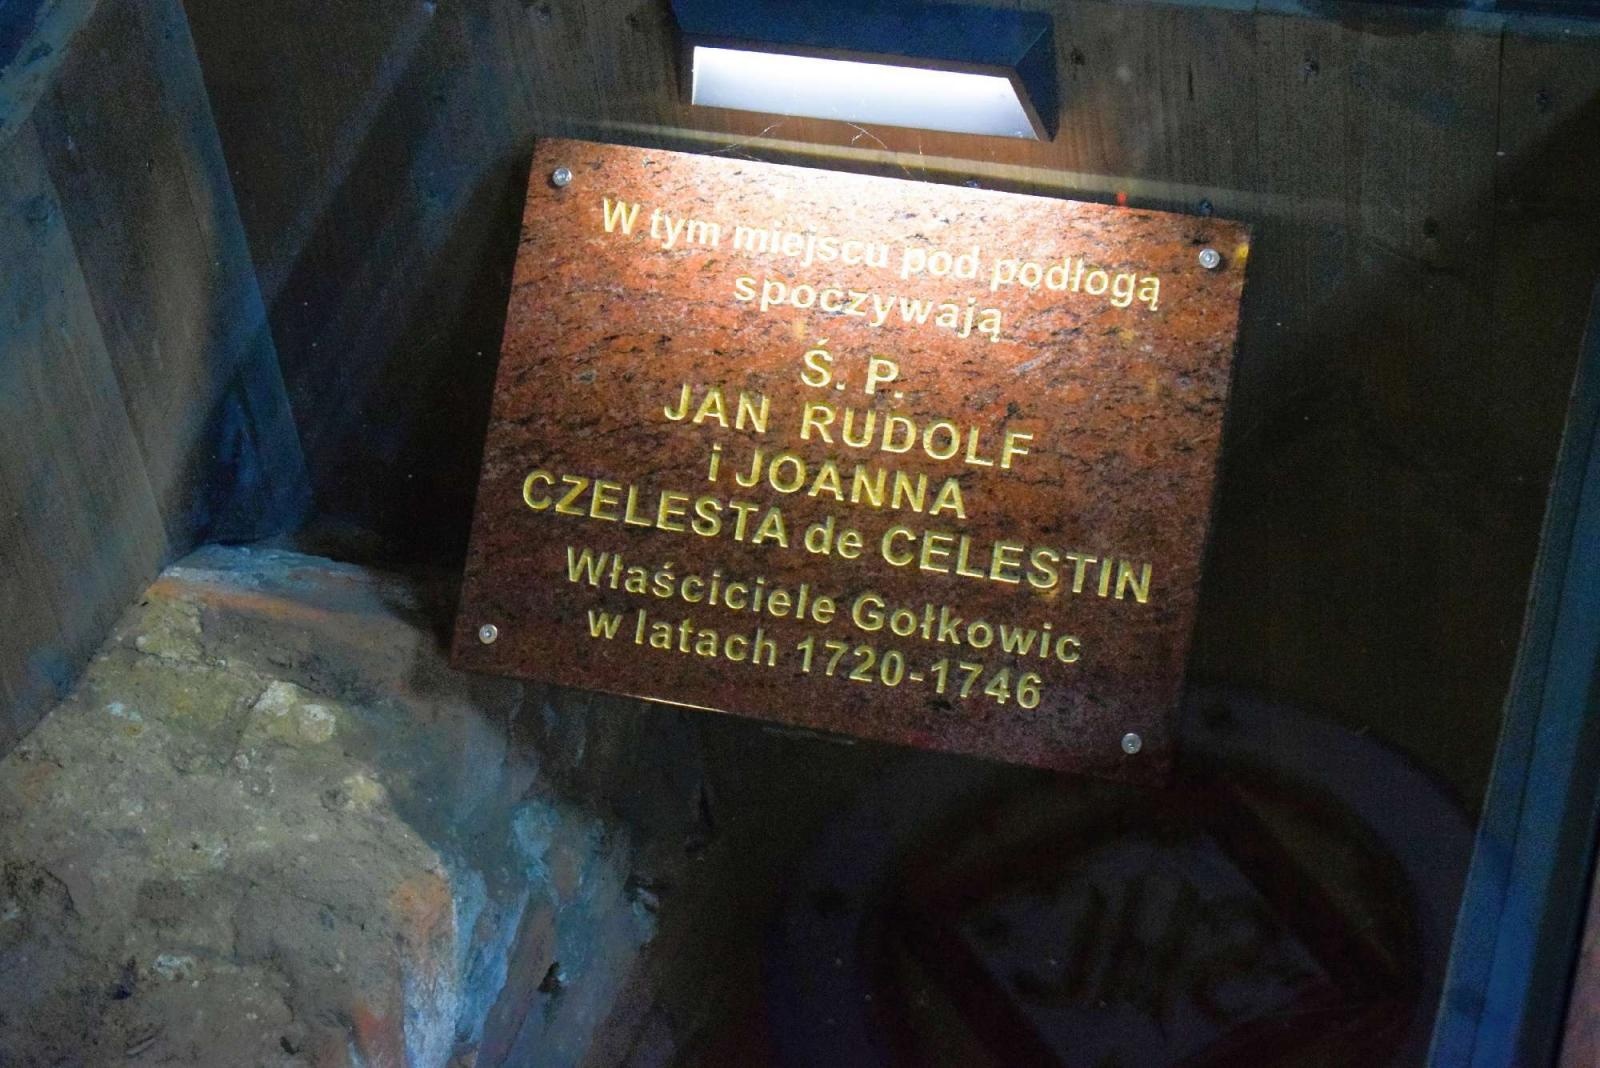 W tym miejscu pod podłogą
spoczywają
Ś. P.
JAN RUDOLF
i JOANNA
CZELESTA de CELESTIN
Właściciele Gołkowic
w latach 1720-1746